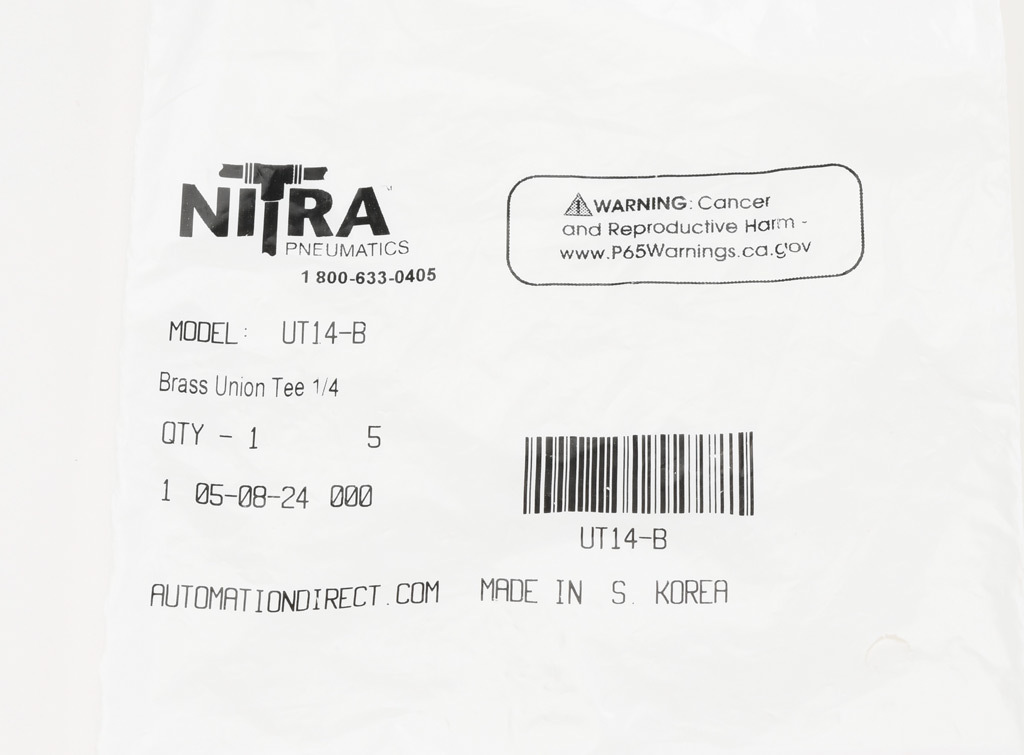 NITRA
PNEUMATICS
1 800-633-0405
WARNING: Cancer
and Reproductive Harm -
www.P65Warnings.ca.gov
MODEL: UT14-B
Brass Union Tee 1/4
QTY - 1 5
1 05-08-24 000
UT14-B
AUTOMATIONDIRECT.COM MADE IN S. KOREA